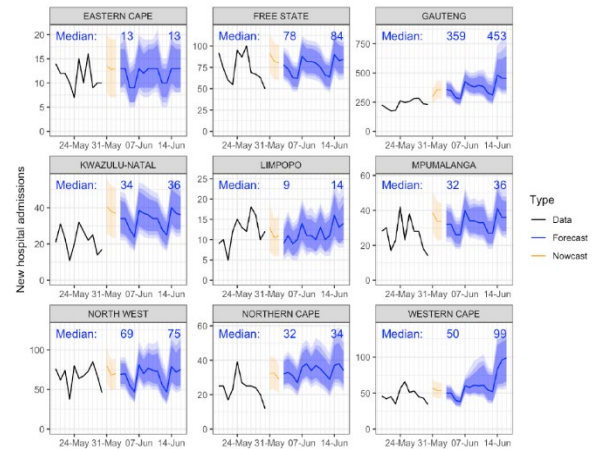 EASTERN CAPE
Median: 13 13
20
15
10
5
0
24-May 31-May 07-Jun 14-Jun
FREE STATE
Median: 78 84
100
75
50
25
0
24-May 31-May 07-Jun 14-Jun
GAUTENG
Median: 359 453
750
500
250
0
24-May 31-May 07-Jun 14-Jun
KWAZULU-NATAL
Median: 34 36
40
20
0
24-May 31-May 07-Jun 14-Jun
LIMPOPO
Median: 9 14
25
20
15
10
5
0
24-May 31-May 07-Jun 14-Jun
MPUMALANGA
Median: 32 36
60
40
20
0
24-May 31-May 07-Jun 14-Jun
NORTH WEST
Median: 69 75
100
50
0
24-May 31-May 07-Jun 14-Jun
NORTHERN CAPE
Median: 32 34
60
40
20
0
24-May 31-May 07-Jun 14-Jun
WESTERN CAPE
Median: 50 99
150
100
50
0
24-May 31-May 07-Jun 14-Jun
New hospital admissions
Type
Data
Forecast
Nowcast